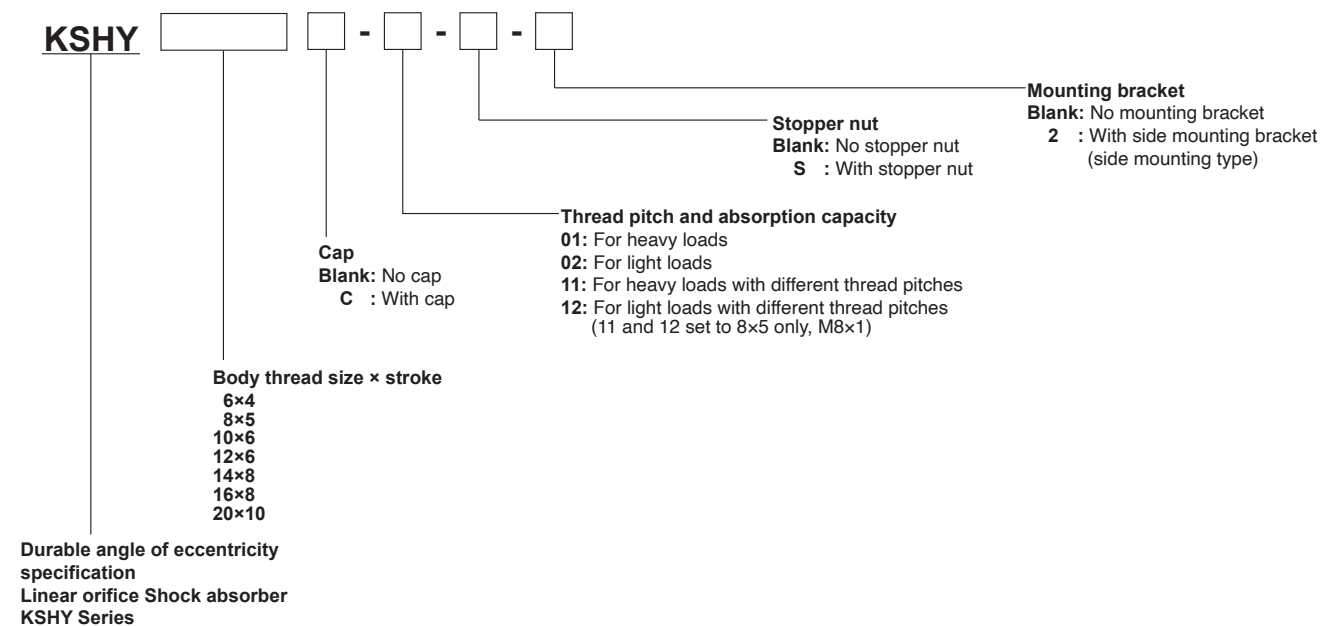 KSHY - - -
Mounting bracket
Blank: No mounting bracket
2 : With side mounting bracket
(side mounting type)
Stopper nut
Blank: No stopper nut
S : With stopper nut
Thread pitch and absorption capacity
01: For heavy loads
02: For light loads
11: For heavy loads with different thread pitches
12: For light loads with different thread pitches
(11 and 12 set to 8×5 only, M8×1)
Cap
Blank: No cap
C : With cap
Body thread size × stroke
6×4
8×5
10×6
12×6
14×8
16×8
20×10
Durable angle of eccentricity
specification
Linear orifice Shock absorber
KSHY Series